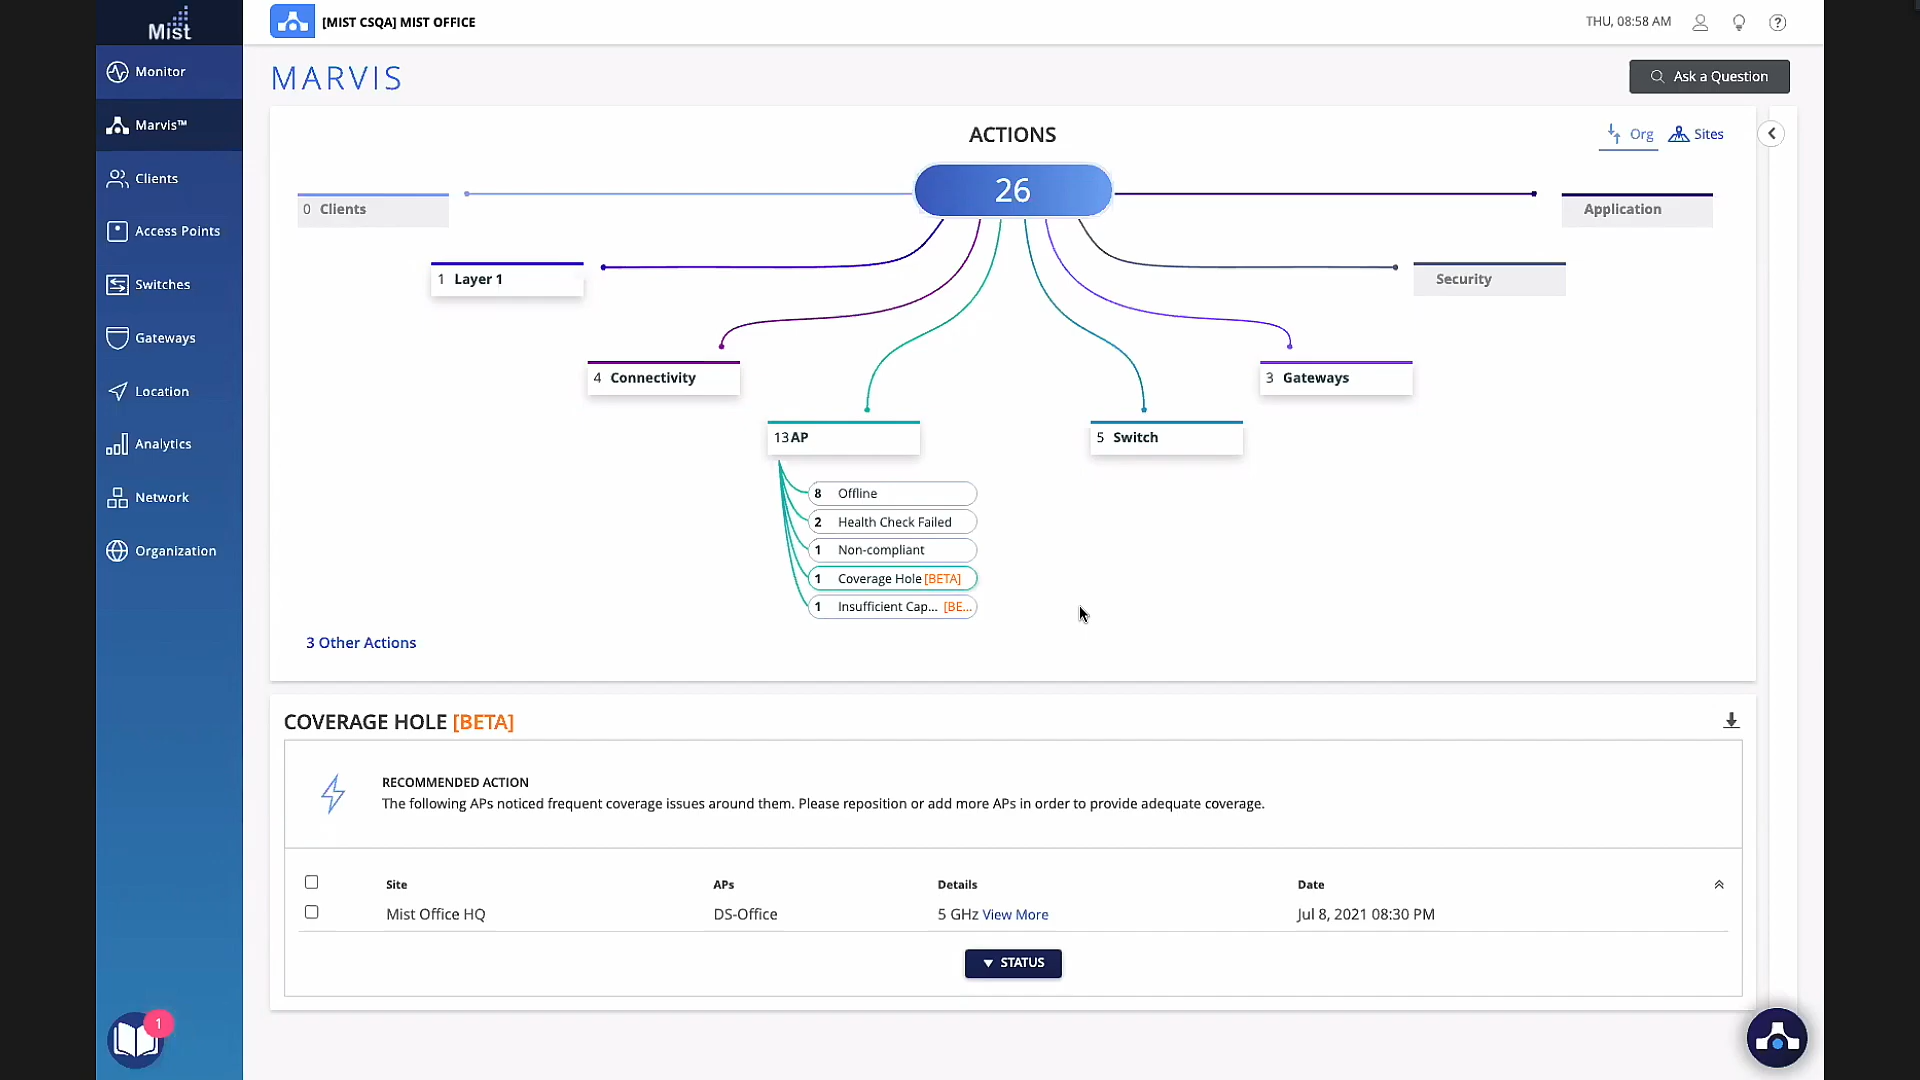 Mist
[MIST CSQA] MIST OFFICE
THU, 08:58 AM
Monitor
Marvis™
Clients
Access Points
Switches
Gateways
Location
Analytics
Network
Organization
1
MARVIS
Ask a Question
ACTIONS
Org
Sites
26
0 Clients
Application
1 Layer 1
Security
4 Connectivity
3 Gateways
13 AP
5 Switch
8 Offline
2 Health Check Failed
1 Non-compliant
1 Coverage Hole [BETA]
1 Insufficient Cap... [BE...
3 Other Actions
COVERAGE HOLE [BETA]
RECOMMENDED ACTION
The following APs noticed frequent coverage issues around them. Please reposition or add more APs in order to provide adequate coverage.
Site APs Details Date
Mist Office HQ DS-Office 5 GHz View More Jul 8, 2021 08:30 PM
STATUS